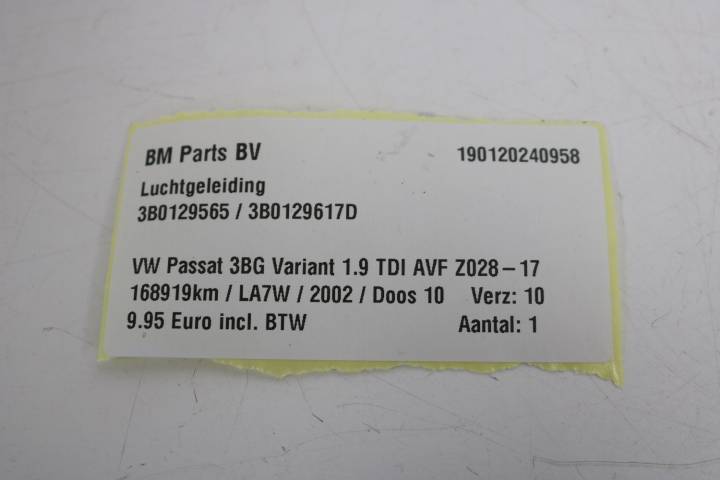 BM Parts BV 190120240958
Luchtgeleiding
3B0129565 / 3B0129617D
VW Passat 3BG Variant 1.9 TDI AVF Z028-17
168919km / LA7W / 2002 / Doos 10 Verz: 10
9.95 Euro incl. BTW Aantal: 1